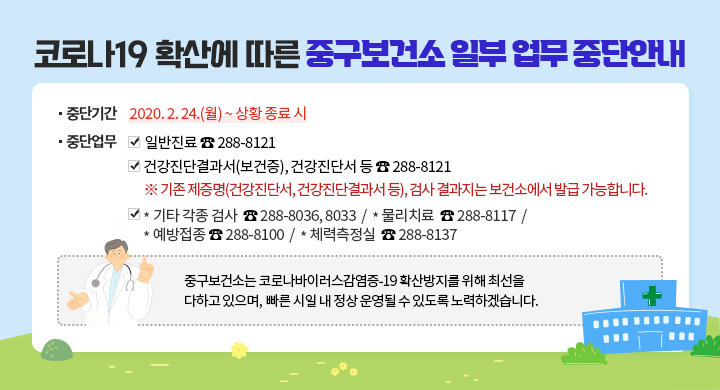 코로나19 확산에 따른 중구보건소 일부 업무 중단안내
· 중단기간 2020. 2. 24.(월) ~ 상황 종료 시
· 중단업무 ☑ 일반진료 ☎ 288-8121
☑ 건강진단결과서(보건증), 건강진단서 등 ☎ 288-8121
※ 기존 제증명(건강진단서, 건강진단결과서 등), 검사 결과지는 보건소에서 발급 가능합니다.
☑ * 기타 각종 검사 ☎ 288-8036, 8033 / * 물리치료 ☎ 288-8117 /
* 예방접종 ☎ 288-8100 / * 체력측정실 ☎ 288-8137
중구보건소는 코로나바이러스감염증-19 확산방지를 위해 최선을
다하고 있으며, 빠른 시일 내 정상 운영될 수 있도록 노력하겠습니다.